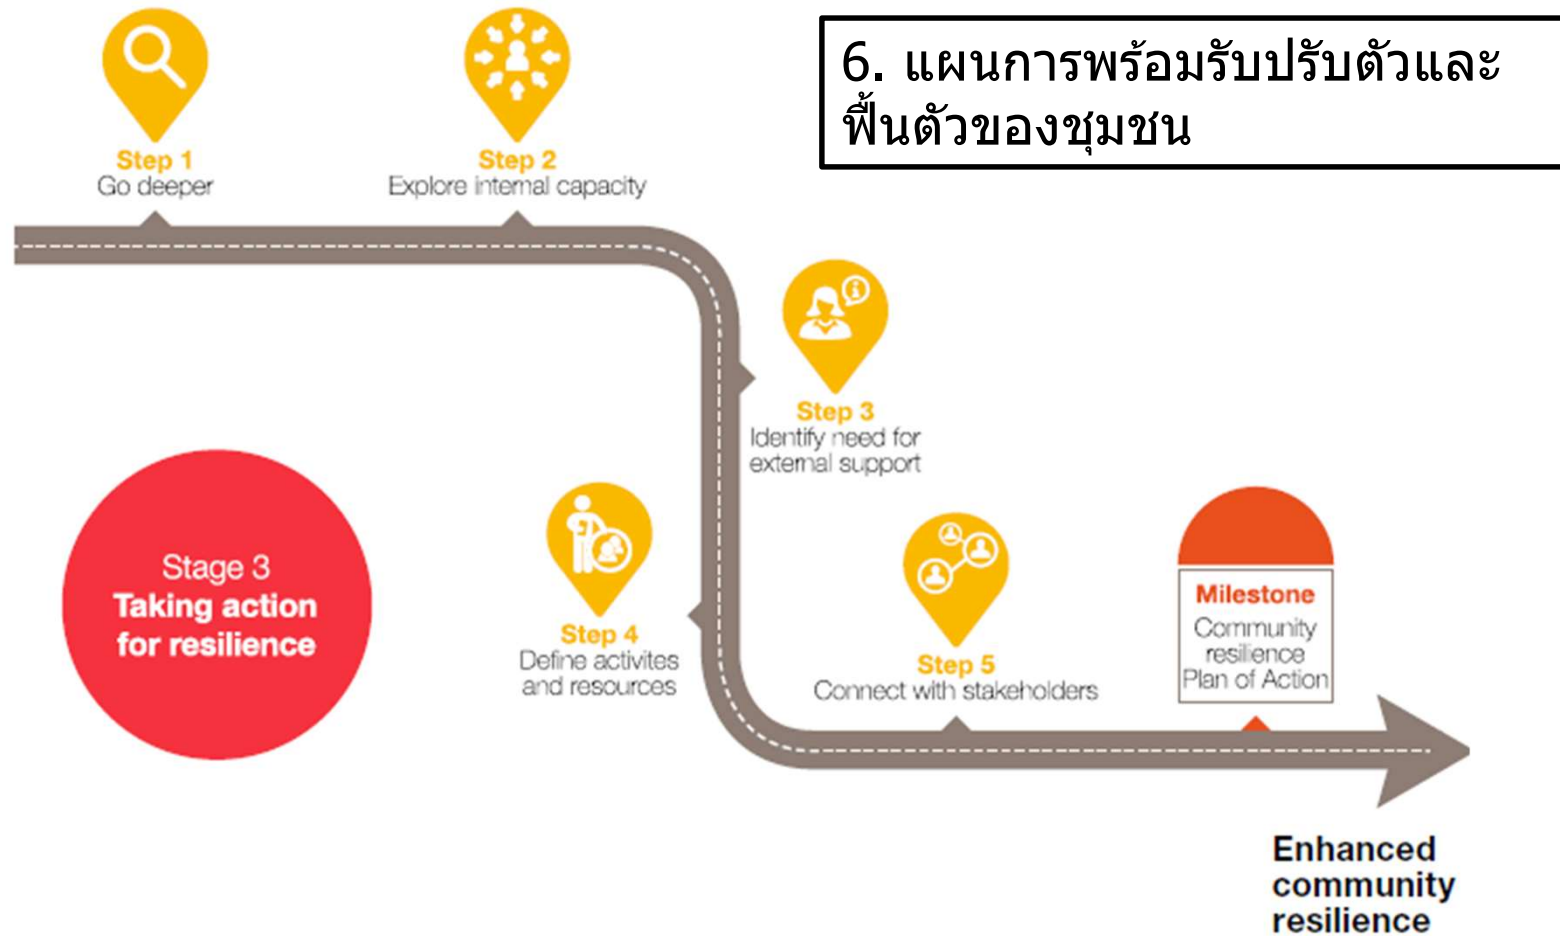 6. แผนการพร้อมรับปรับตัวและ
ฟื้นตัวของชุมชน
Step 1
Go deeper
Step 2
Explore internal capacity
Step 3
Identify need for
external support
Stage 3
Taking action
for resilience
Step 4
Define activites
and resources
Step 5
Connect with stakeholders
Milestone
Community
resilience
Plan of Action
Enhanced
community
resilience